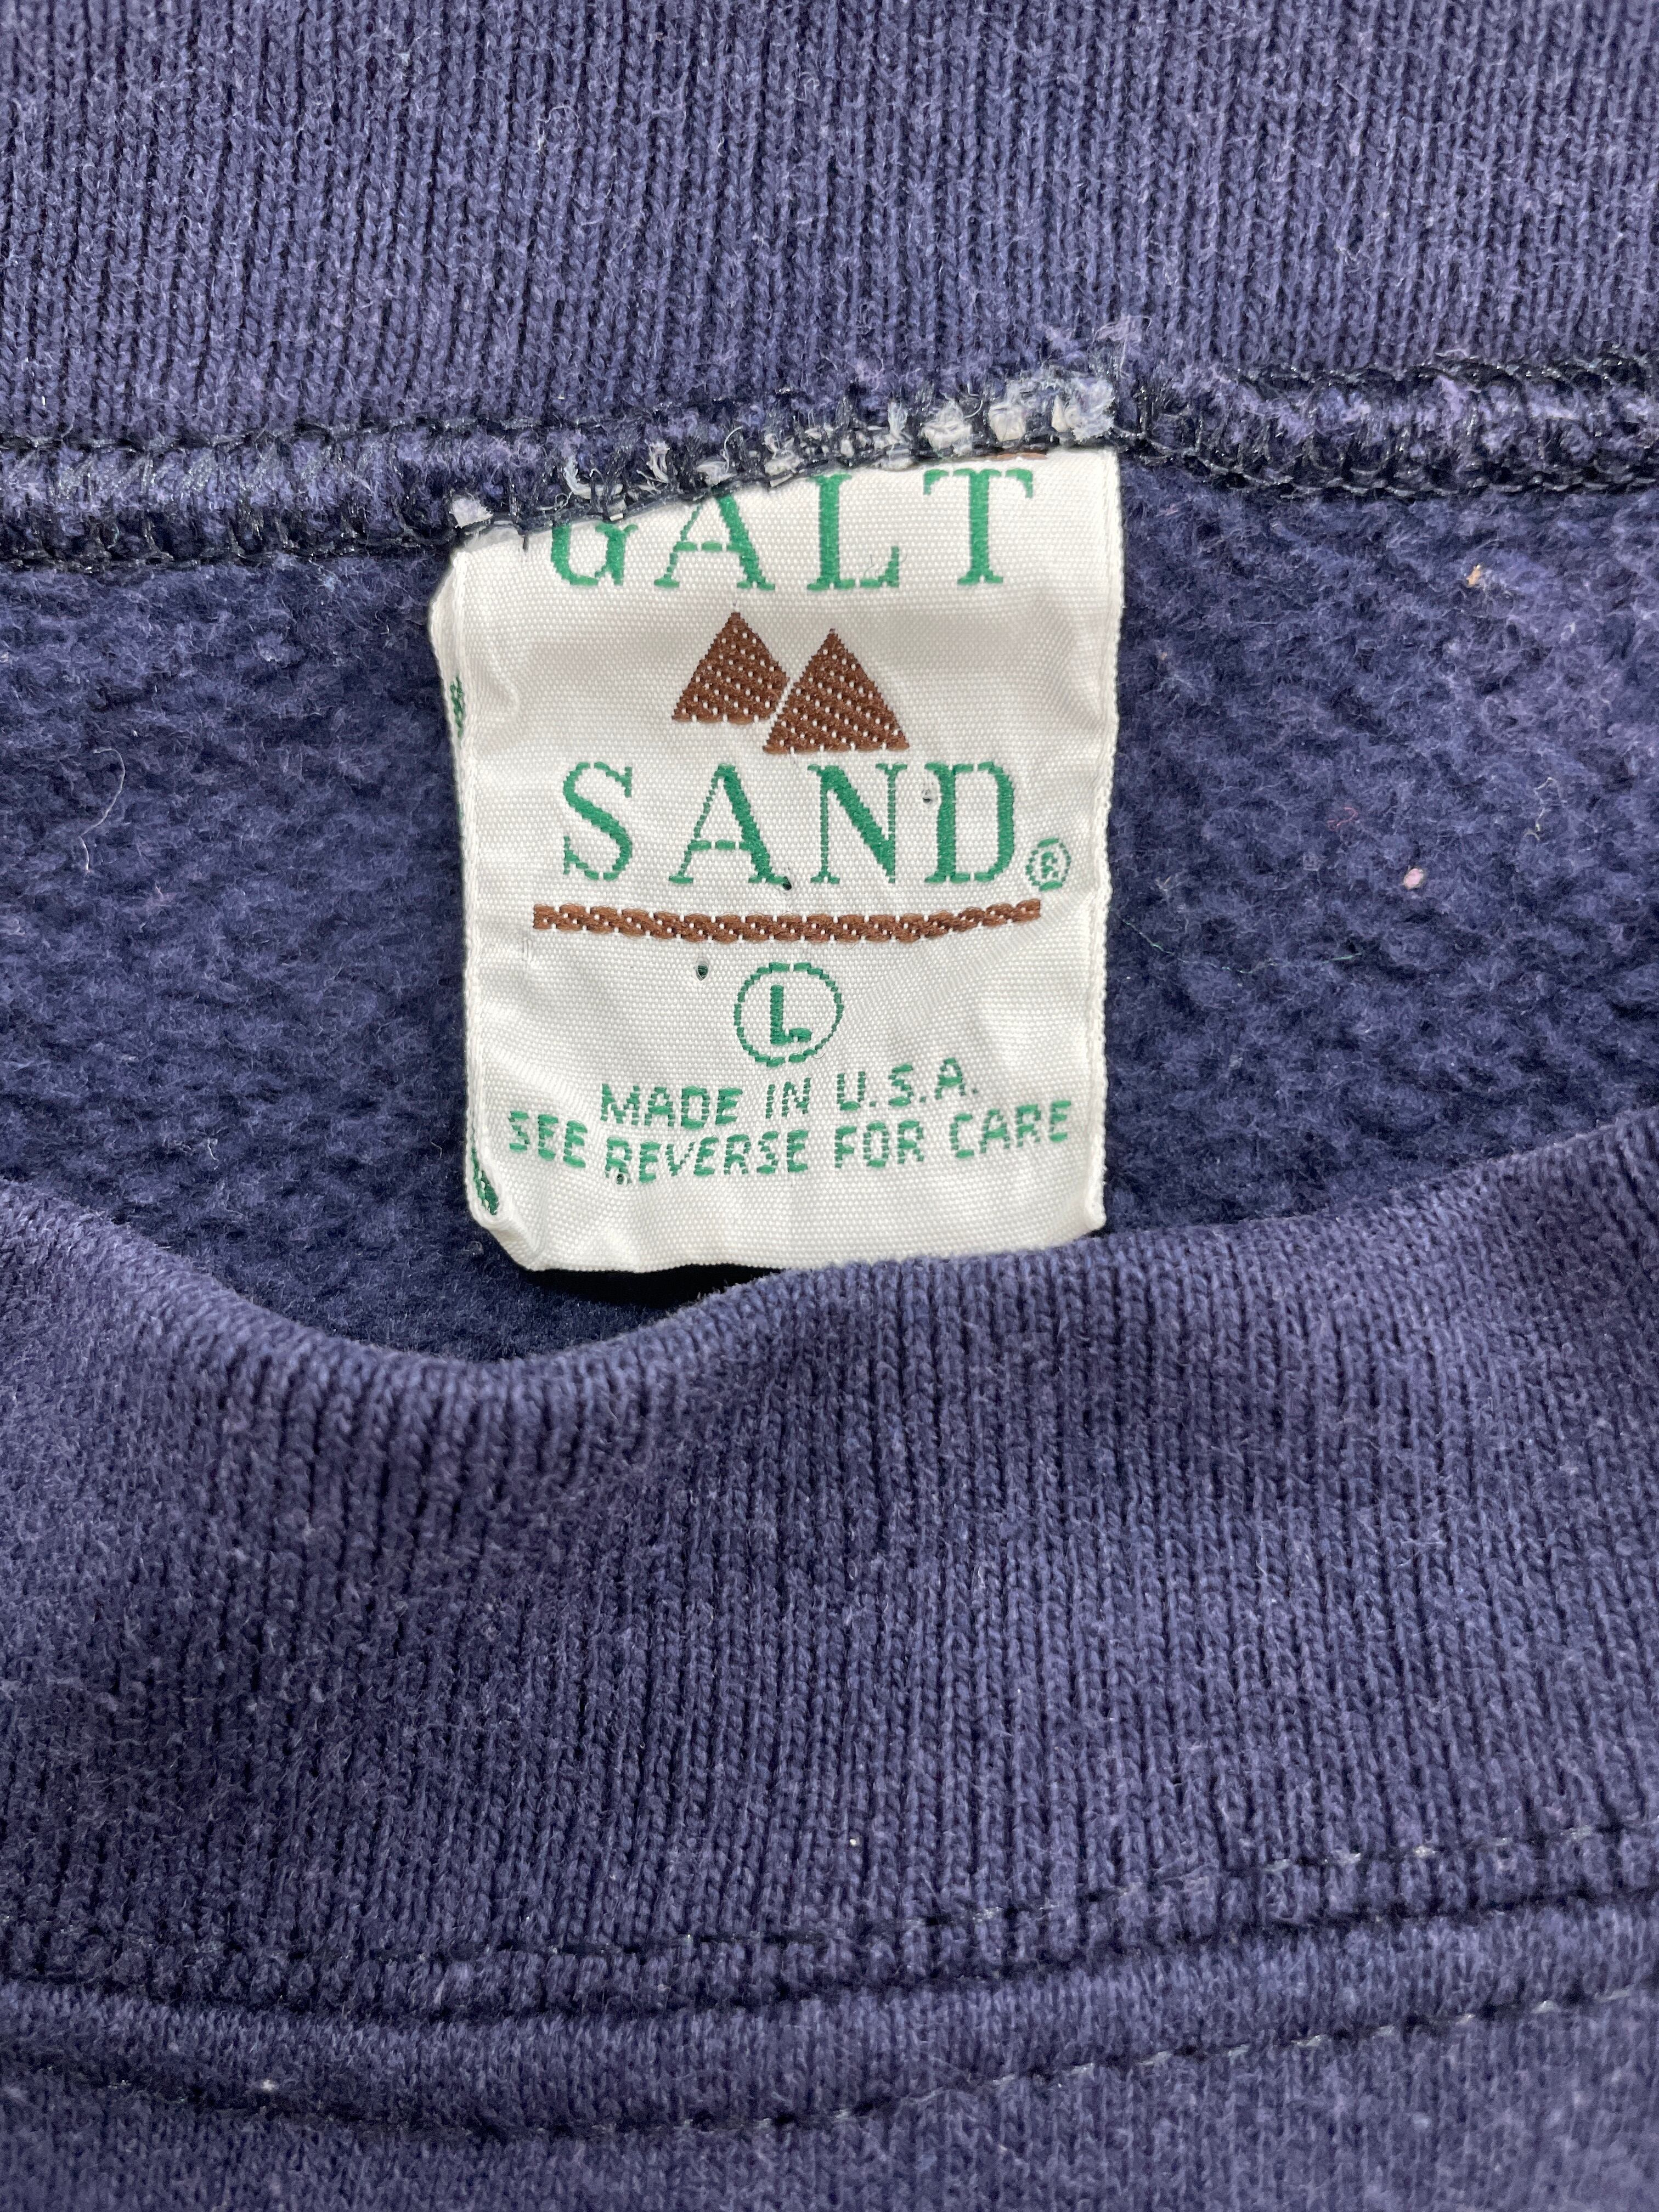 GALT
SAND®
L
MADE IN U.S.A.
SEE REVERSE FOR CARE